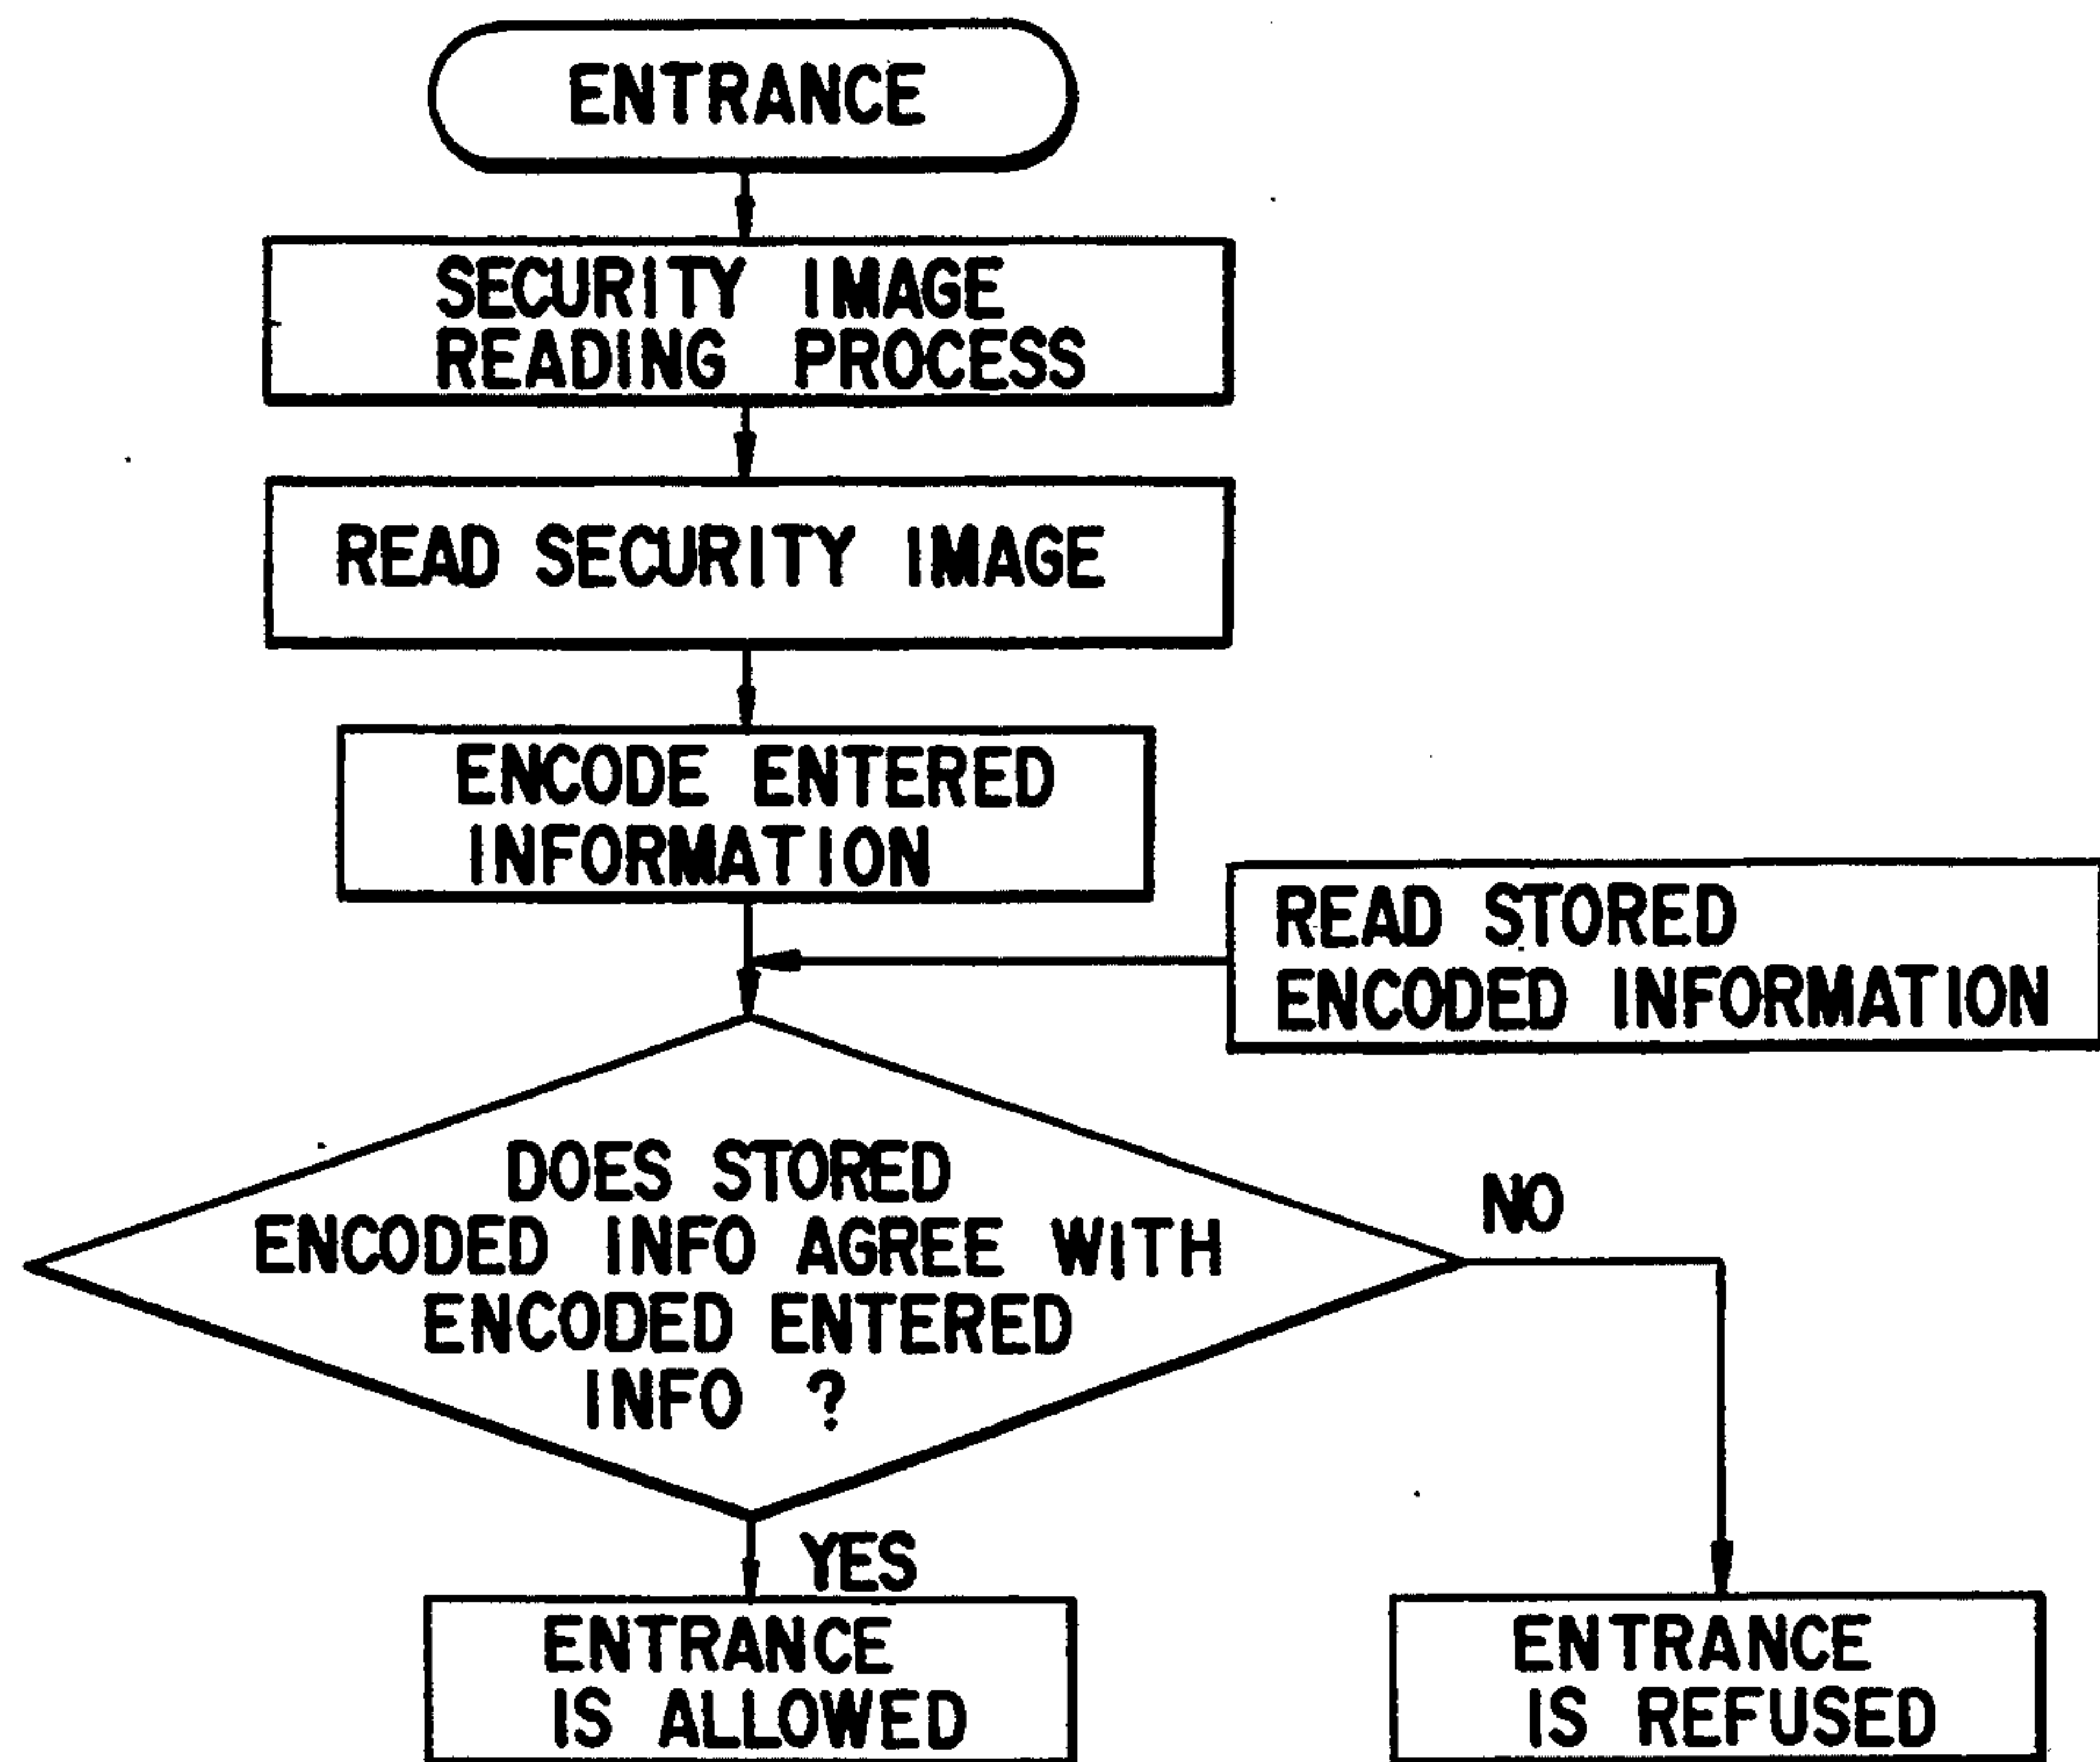 ENTRANCE
SECURITY IMAGE
READING PROCESS
READ SECURITY IMAGE
ENCODE ENTERED
INFORMATION
READ STORED
ENCODED INFORMATION
DOES STORED
ENCODED INFO AGREE WITH
ENCODED ENTERED
INFO ?
NO
YES
ENTRANCE
IS ALLOWED
ENTRANCE
IS REFUSED